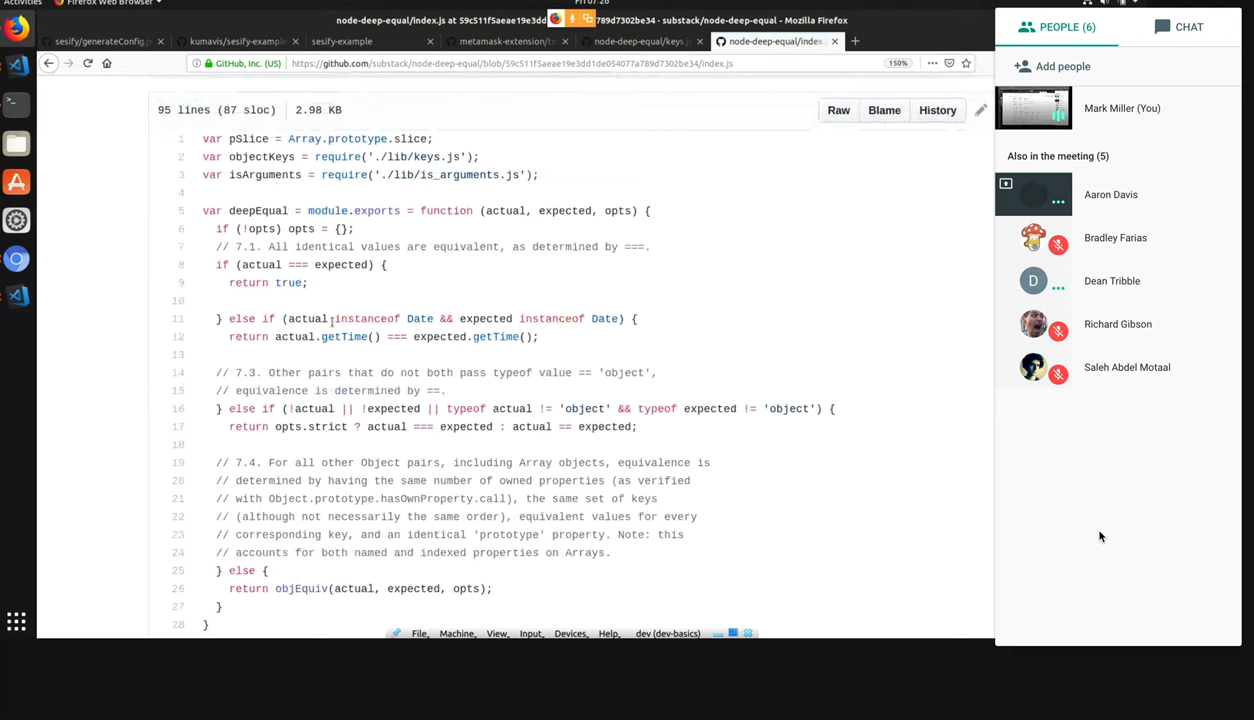 Activities
Firefox Web Browser
Fri 07:26
node-deep-equal/index.js at 59c511f5aeae19e3dd
789d7302be34 · substack/node-deep-equal - Mozilla Firefox
sesify/generateConfig.j
kumavis/sesify-example
sesify-example
metamask-extension/to
node-deep-equal/keys.j
node-deep-equal/index.j
GitHub, Inc. (US)
https://github.com/substack/node-deep-equal/blob/59c511f5aeae19e3dd1de054077a789d7302be34/index.js
150%
95 lines (87 sloc)
2.98 KB
Raw
Blame
History
1 var pSlice = Array.prototype.slice;
2 var objectKeys = require('./lib/keys.js');
3 var isArguments = require('./lib/is_arguments.js');
4
5 var deepEqual = module.exports = function (actual, expected, opts) {
6 if (!opts) opts = {};
7 // 7.1. All identical values are equivalent, as determined by ===.
8 if (actual === expected) {
9 return true;
10
11 } else if (actual instanceof Date && expected instanceof Date) {
12 return actual.getTime() === expected.getTime();
13
14 // 7.3. Other pairs that do not both pass typeof value == 'object',
15 // equivalence is determined by ==.
16 } else if (!actual || !expected || typeof actual != 'object' && typeof expected != 'object') {
17 return opts.strict ? actual === expected : actual == expected;
18
19 // 7.4. For all other Object pairs, including Array objects, equivalence is
20 // determined by having the same number of owned properties (as verified
21 // with Object.prototype.hasOwnProperty.call), the same set of keys
22 // (although not necessarily the same order), equivalent values for every
23 // corresponding key, and an identical 'prototype' property. Note: this
24 // accounts for both named and indexed properties on Arrays.
25 } else {
26 return objEquiv(actual, expected, opts);
27 }
28 }
File
Machine
View
Input
Devices
Help
dev (dev-basics)
PEOPLE (6)
CHAT
Add people
Mark Miller (You)
Also in the meeting (5)
Aaron Davis
Bradley Farias
D
Dean Tribble
Richard Gibson
Saleh Abdel Motaal